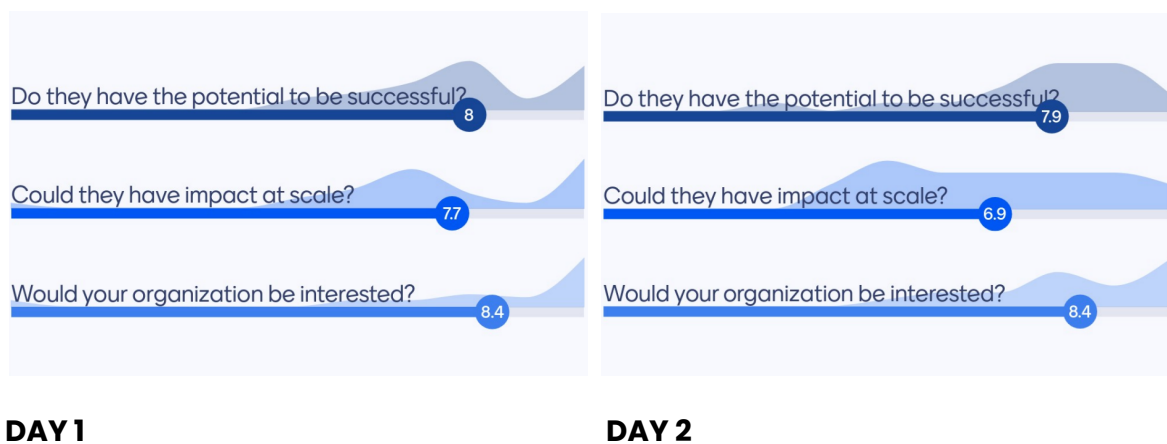 Do they have the potential to be successful?
8
Could they have impact at scale?
7.7
Would your organization be interested?
8.4
DAY 1
Do they have the potential to be successful?
7.9
Could they have impact at scale?
6.9
Would your organization be interested?
8.4
DAY 2